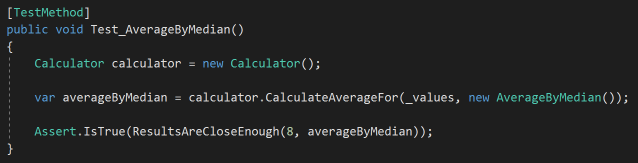 [TestMethod]
public void Test_AverageByMedian()
{
    Calculator calculator = new Calculator();

    var averageByMedian = calculator.CalculateAverageFor(_values, new AverageByMedian());

    Assert.IsTrue(ResultsAreCloseEnough(8, averageByMedian));
}